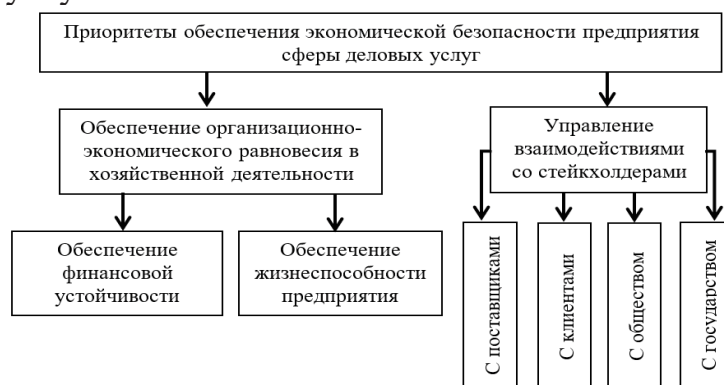 Приоритеты обеспечения экономической безопасности предприятия
сферы деловых услуг
Обеспечение организационно-
экономического равновесия в
хозяйственной деятельности
Управление
взаимодействиями
со стейкхолдерами
Обеспечение
финансовой
устойчивости
Обеспечение
жизнеспособности
предприятия
С поставщиками
С клиентами
С обществом
С государством